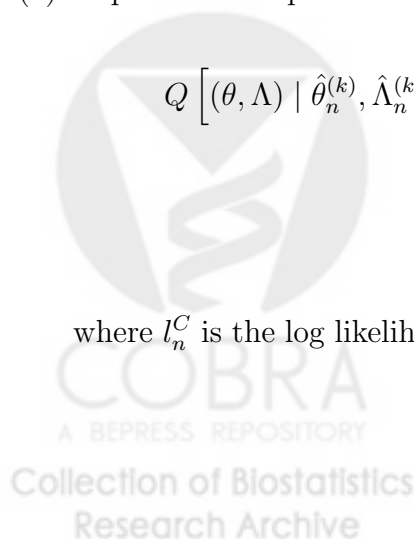 Q [(θ, Λ) | θ̂_n^{(k)}, Λ̂_n^{(k
where l_n^C is the log likelih
COBRA
A BEPRESS REPOSITORY
Collection of Biostatistics
Research Archive